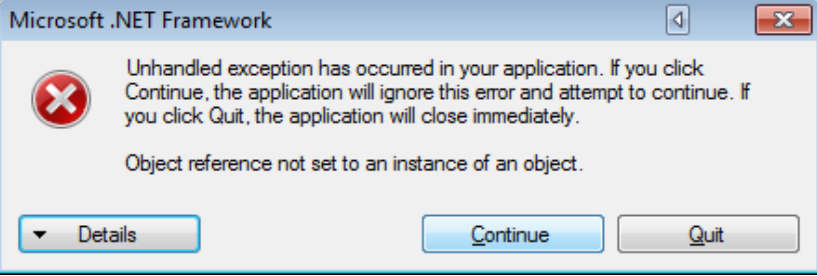 Microsoft .NET Framework
Unhandled exception has occurred in your application. If you click
Continue, the application will ignore this error and attempt to continue. If
you click Quit, the application will close immediately.
Object reference not set to an instance of an object.
Details
Continue
Quit